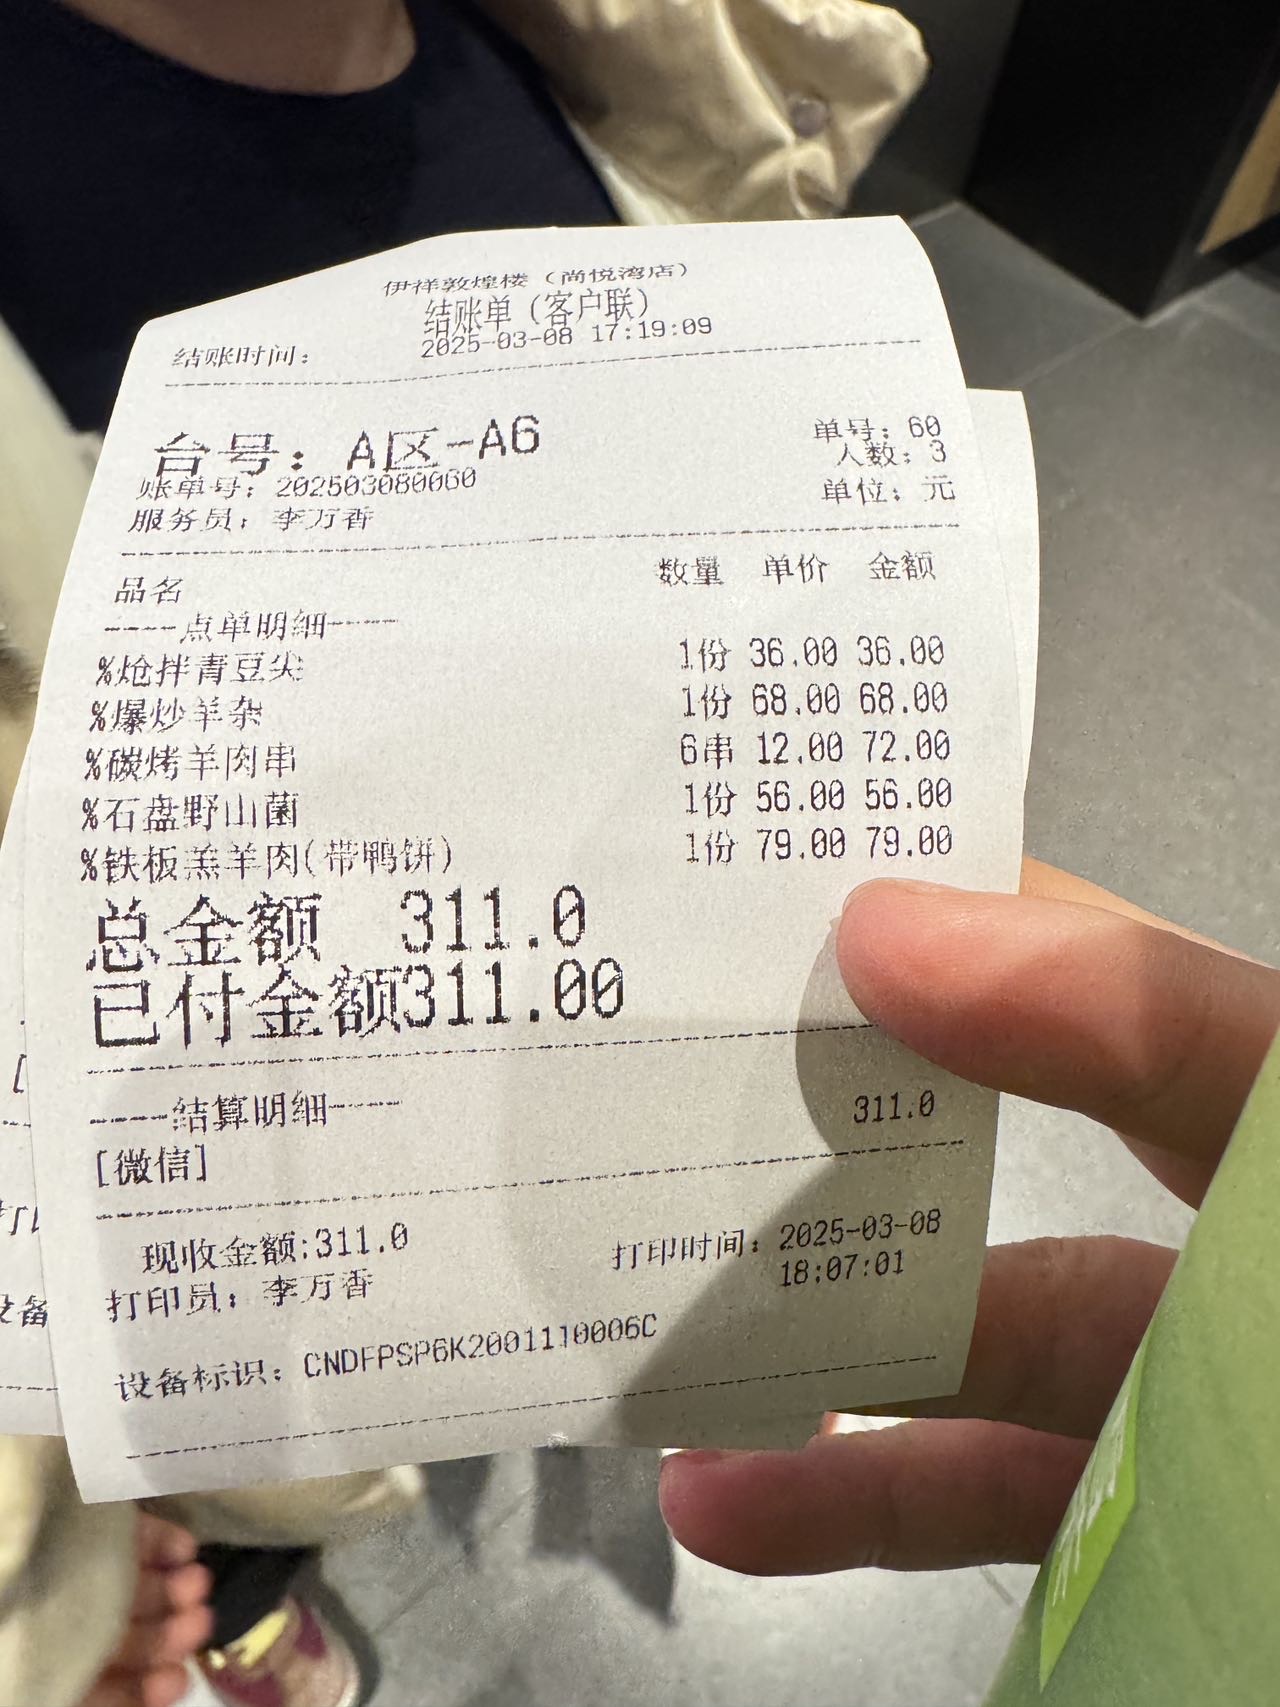 伊祥敦煌楼（尚悦湾店）
结账单（客户联）
结账时间： 2025-03-08 17:19:09
台号：A区-A6 单号：60
账单号：202503080060 人数：3
服务员：李万香 单位：元
品名 数量 单价 金额
----点单明细----
%炝拌青豆尖 1份 36.00 36.00
%爆炒羊杂 1份 68.00 68.00
%碳烤羊肉串 6串 12.00 72.00
%石盘野山菌 1份 56.00 56.00
%铁板羔羊肉(带鸭饼) 1份 79.00 79.00
总金额 311.0
已付金额311.00
----结算明细----
[微信] 311.0
现收金额:311.0
打印员：李万香 打印时间：2025-03-08
18:07:01
设备标识：CNDFPSP6K2001110006C